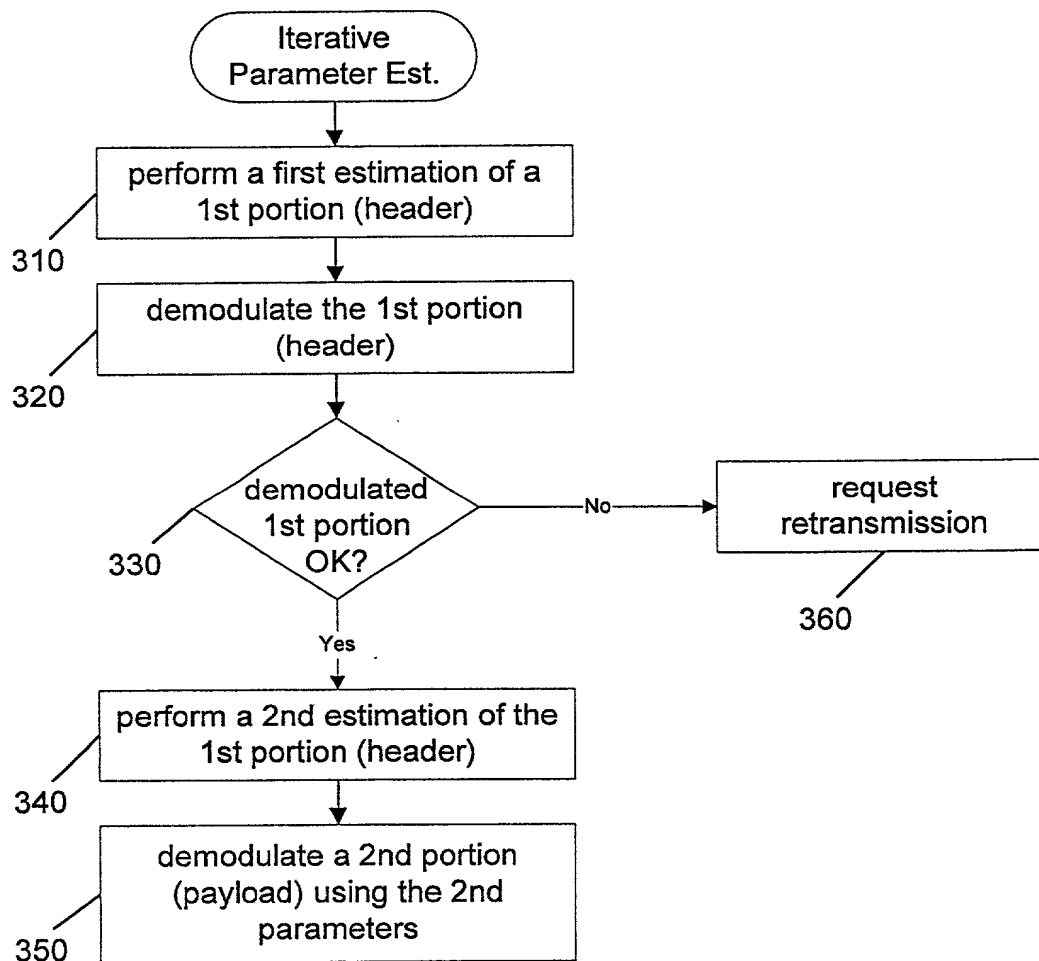 Iterative
Parameter Est.
perform a first estimation of a
1st portion (header)
310
demodulate the 1st portion
(header)
320
demodulated
1st portion
OK?
330
No
request
retransmission
360
Yes
perform a 2nd estimation of the
1st portion (header)
340
demodulate a 2nd portion
(payload) using the 2nd
parameters
350